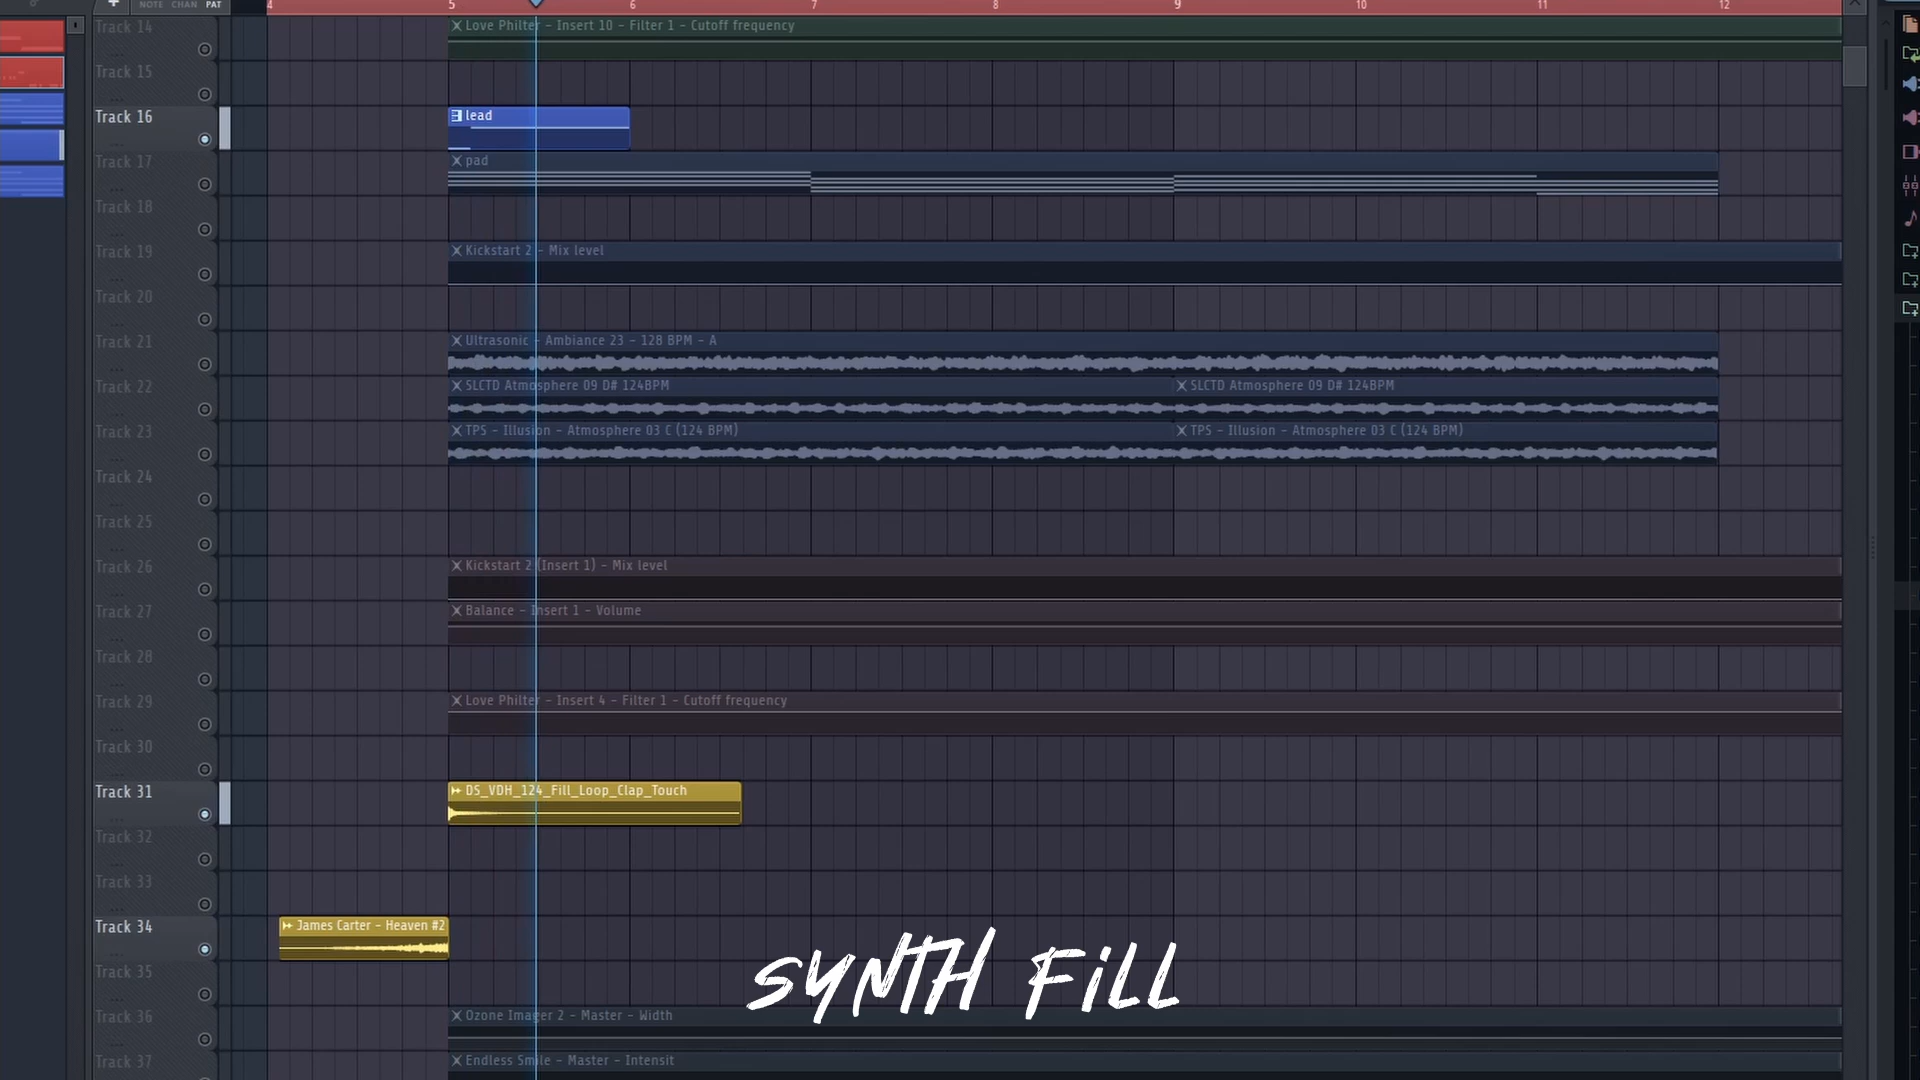 NOTE CHAN PAT
4 5 6 7 8 9 10 11 12
Track 14
Love Philter - Insert 10 - Filter 1 - Cutoff frequency
Track 15
Track 16
lead
Track 17
pad
Track 18
Track 19
Kickstart 2 - Mix level
Track 20
Track 21
Ultrasonic - Ambiance 23 - 128 BPM - A
Track 22
SLCTD Atmosphere 09 D# 124BPM
SLCTD Atmosphere 09 D# 124BPM
Track 23
TPS - Illusion - Atmosphere 03 C (124 BPM)
TPS - Illusion - Atmosphere 03 C (124 BPM)
Track 24
Track 25
Track 26
Kickstart 2 (Insert 1) - Mix level
Track 27
Balance - Insert 1 - Volume
Track 28
Track 29
Love Philter - Insert 4 - Filter 1 - Cutoff frequency
Track 30
Track 31
DS_VDH_124_Fill_Loop_Clap_Touch
Track 32
Track 33
Track 34
James Carter - Heaven #2
SYNTH FiLL
Track 35
Track 36
Ozone Imager 2 - Master - Width
Track 37
Endless Smile - Master - Intensit